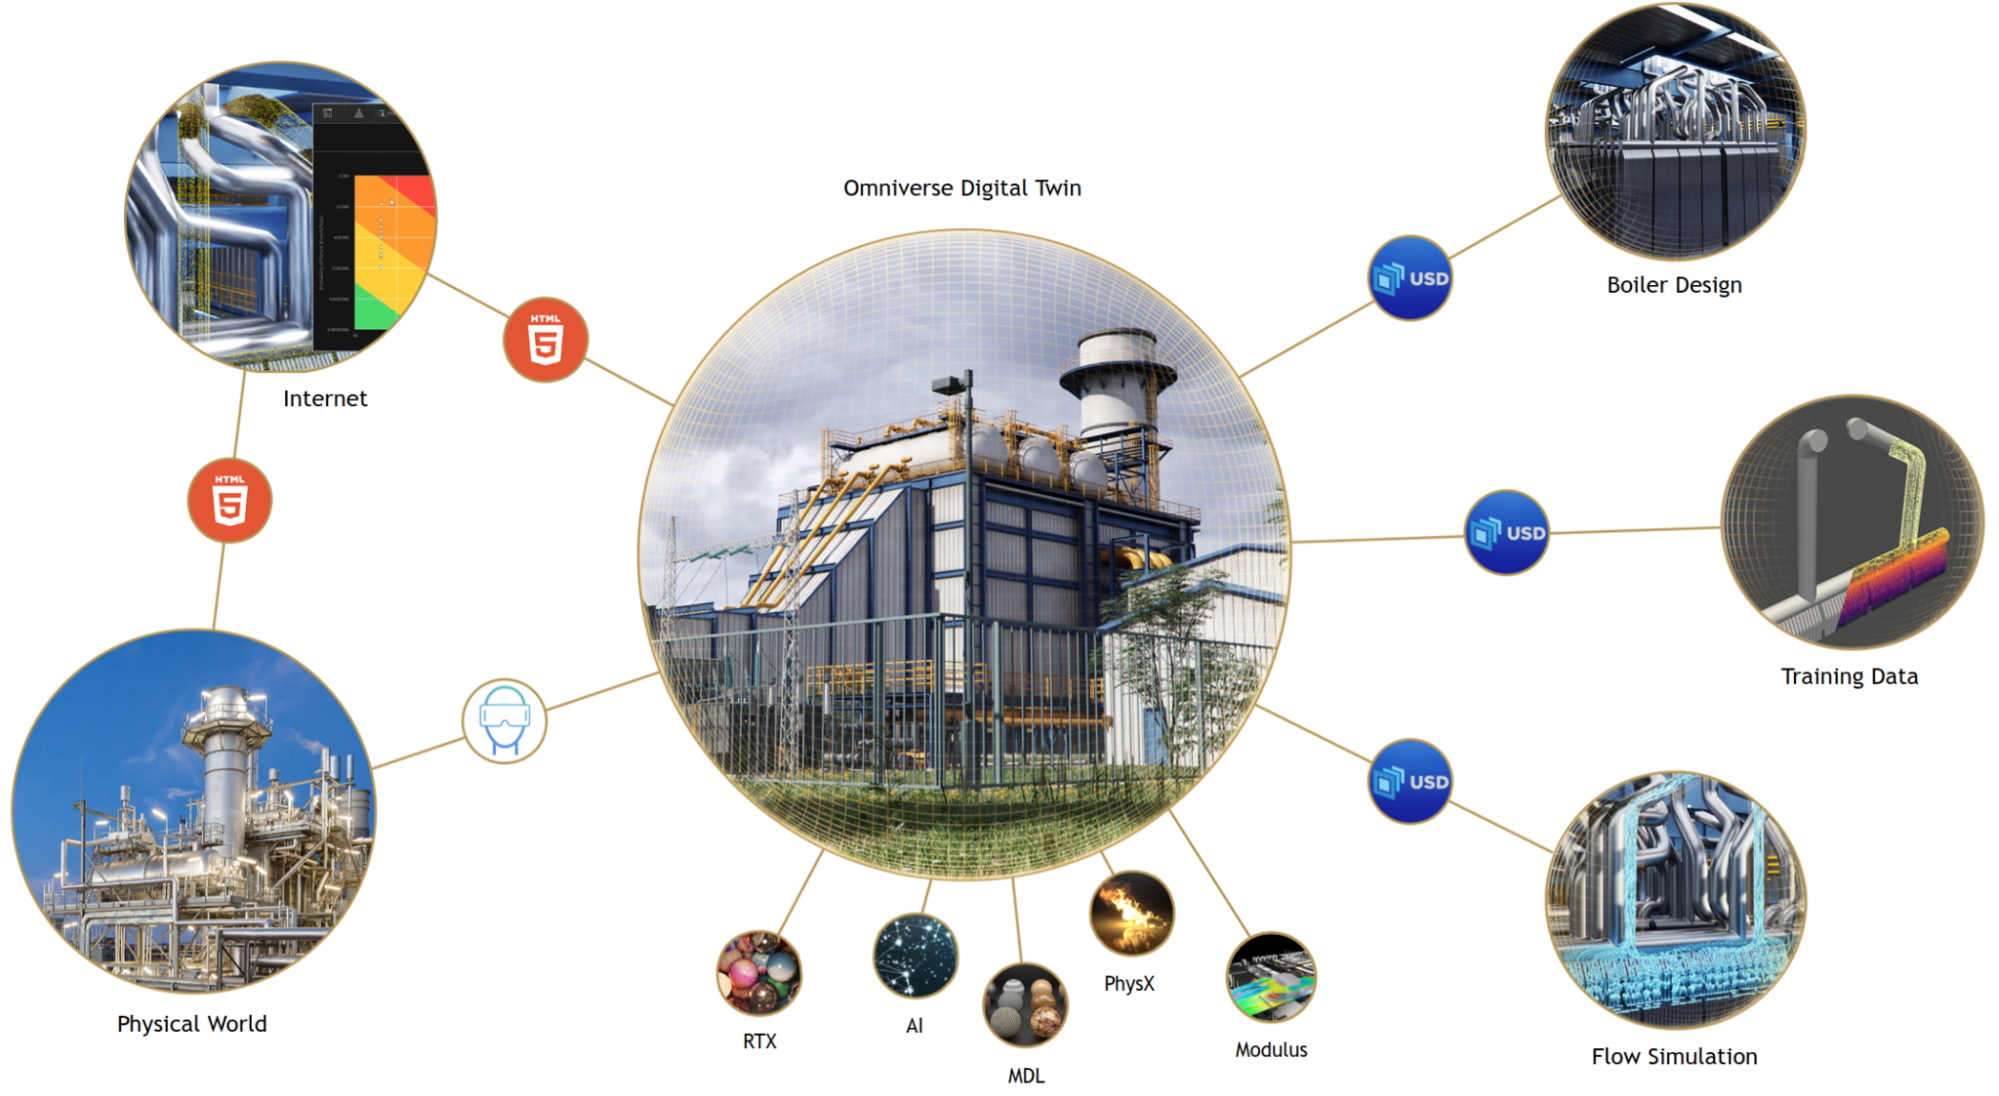 Omniverse Digital Twin
Internet
HTML
5
HTML
5
Physical World
USD
Boiler Design
USD
Training Data
USD
Flow Simulation
RTX
AI
MDL
PhysX
Modulus